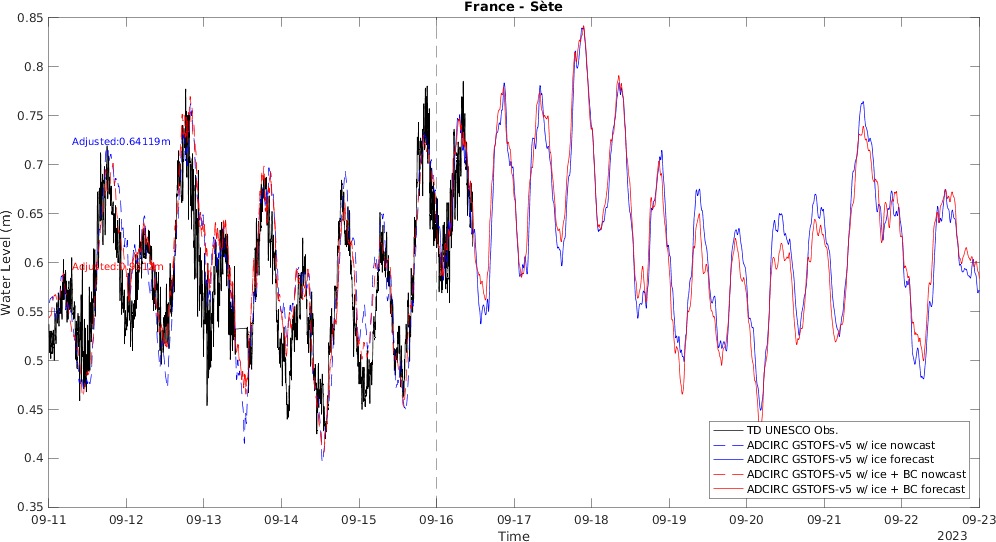 France - Sète
0.85
0.8
0.75
0.7
0.65
0.6
0.55
0.5
0.45
0.4
0.35
Water Level (m)
Adjusted:0.64119m
TD UNESCO Obs.
ADCIRC GSTOFS-v5 w/ ice nowcast
ADCIRC GSTOFS-v5 w/ ice forecast
ADCIRC GSTOFS-v5 w/ ice + BC nowcast
ADCIRC GSTOFS-v5 w/ ice + BC forecast
09-11 09-12 09-13 09-14 09-15 09-16 09-17 09-18 09-19 09-20 09-21 09-22 09-23
Time
2023